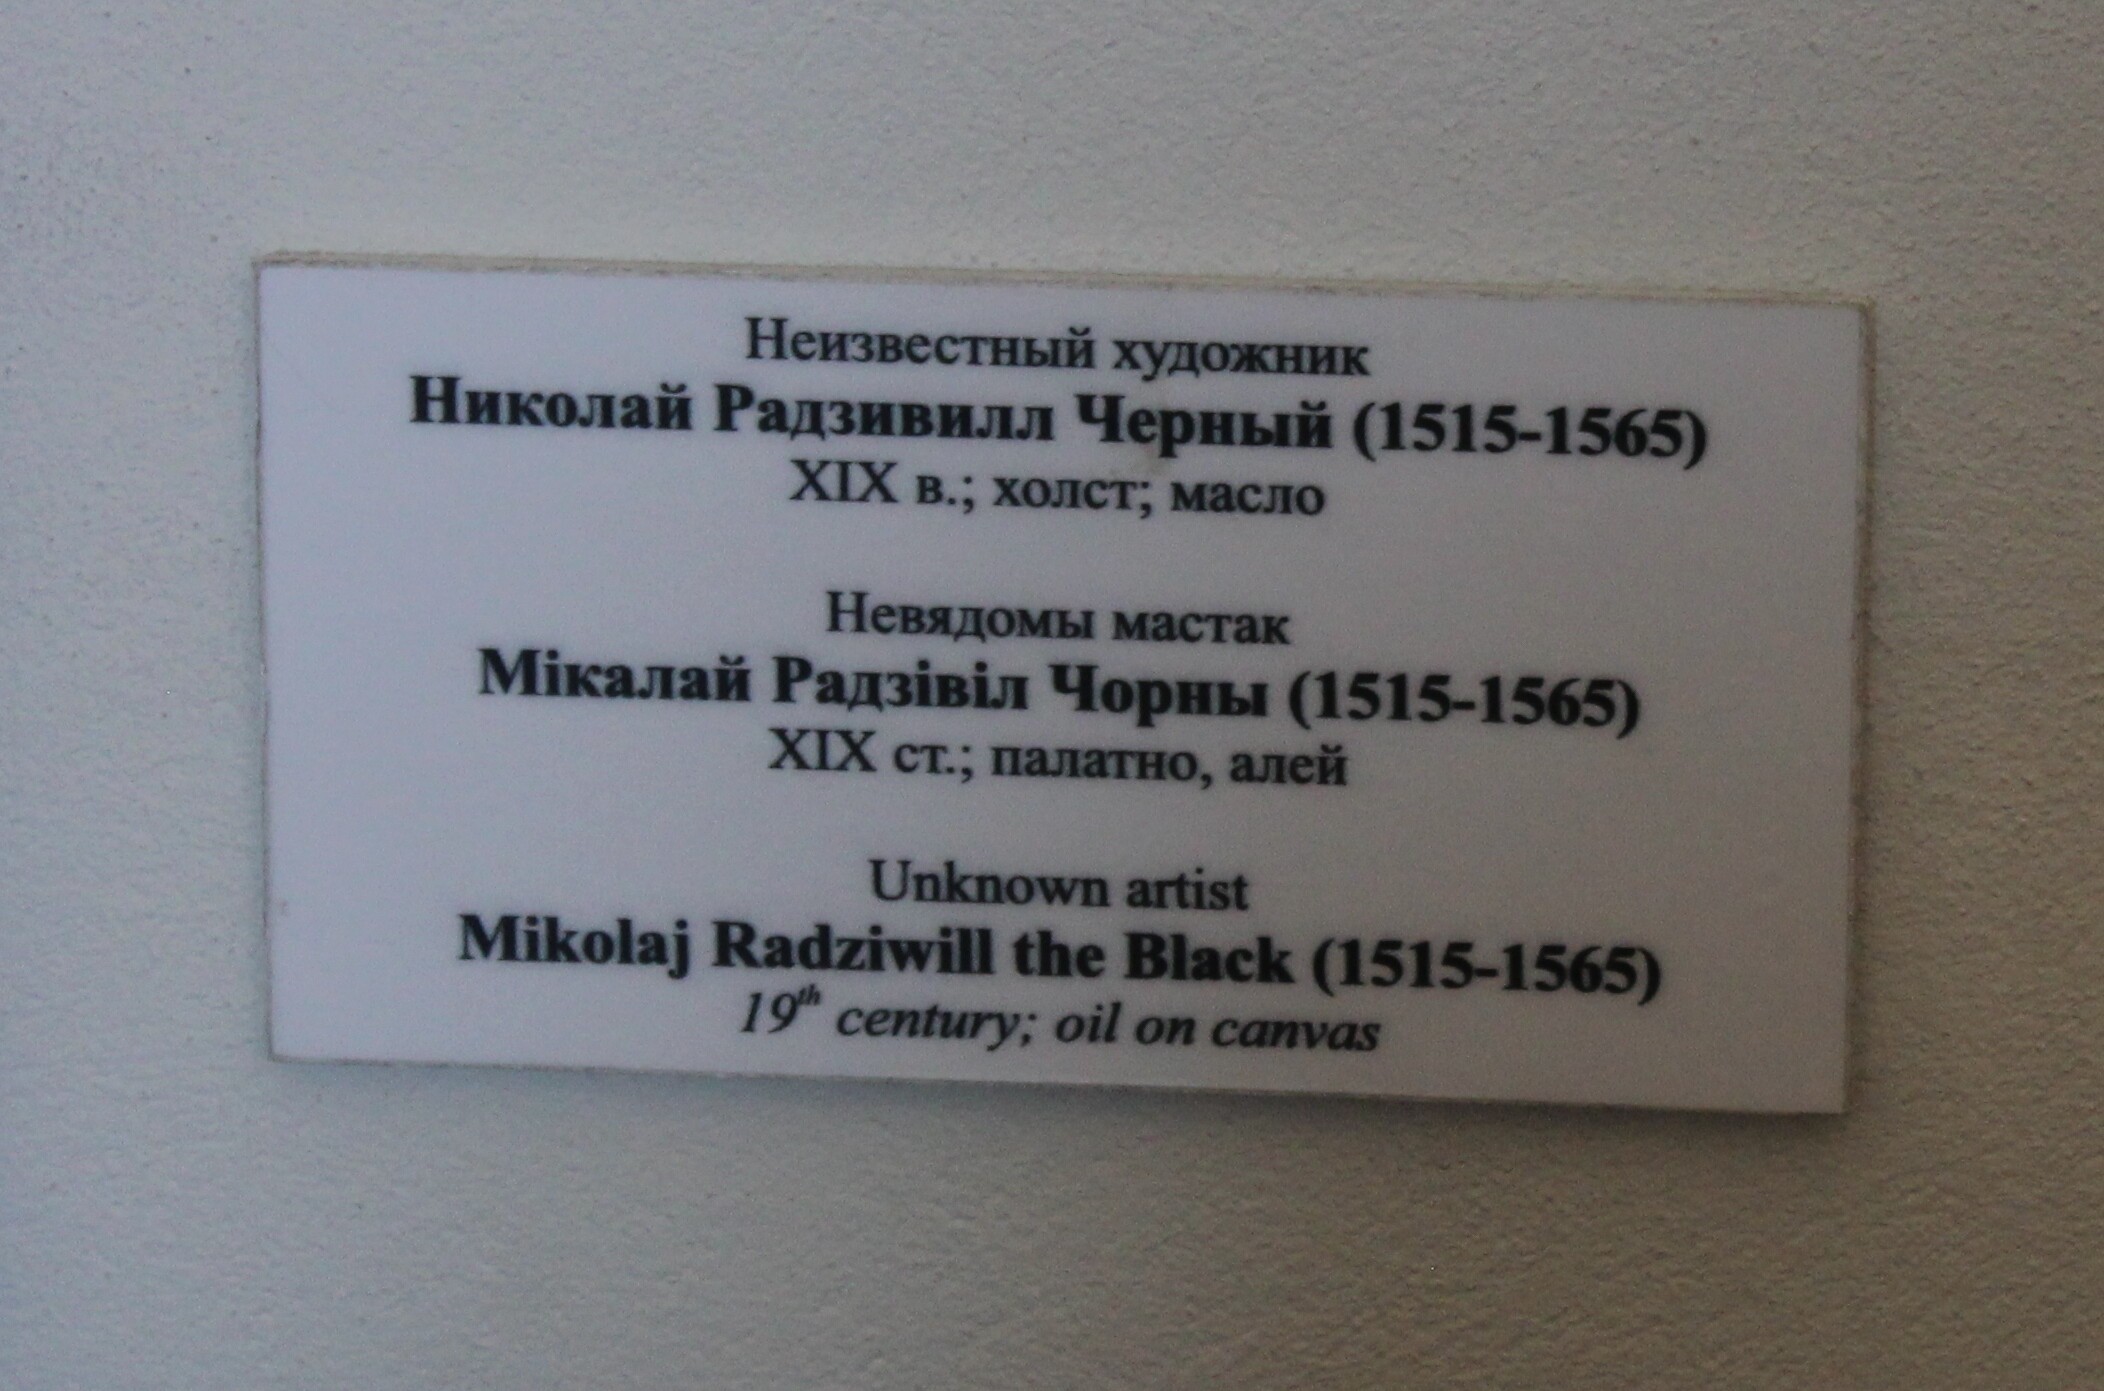 Неизвестный художник
Николай Радзивилл Черный (1515-1565)
XIX в.; холст; масло
Невядомы мастак
Мікалай Радзівіл Чорны (1515-1565)
XIX ст.; палатно, алей
Unknown artist
Mikolaj Radziwill the Black (1515-1565)
19th century; oil on canvas